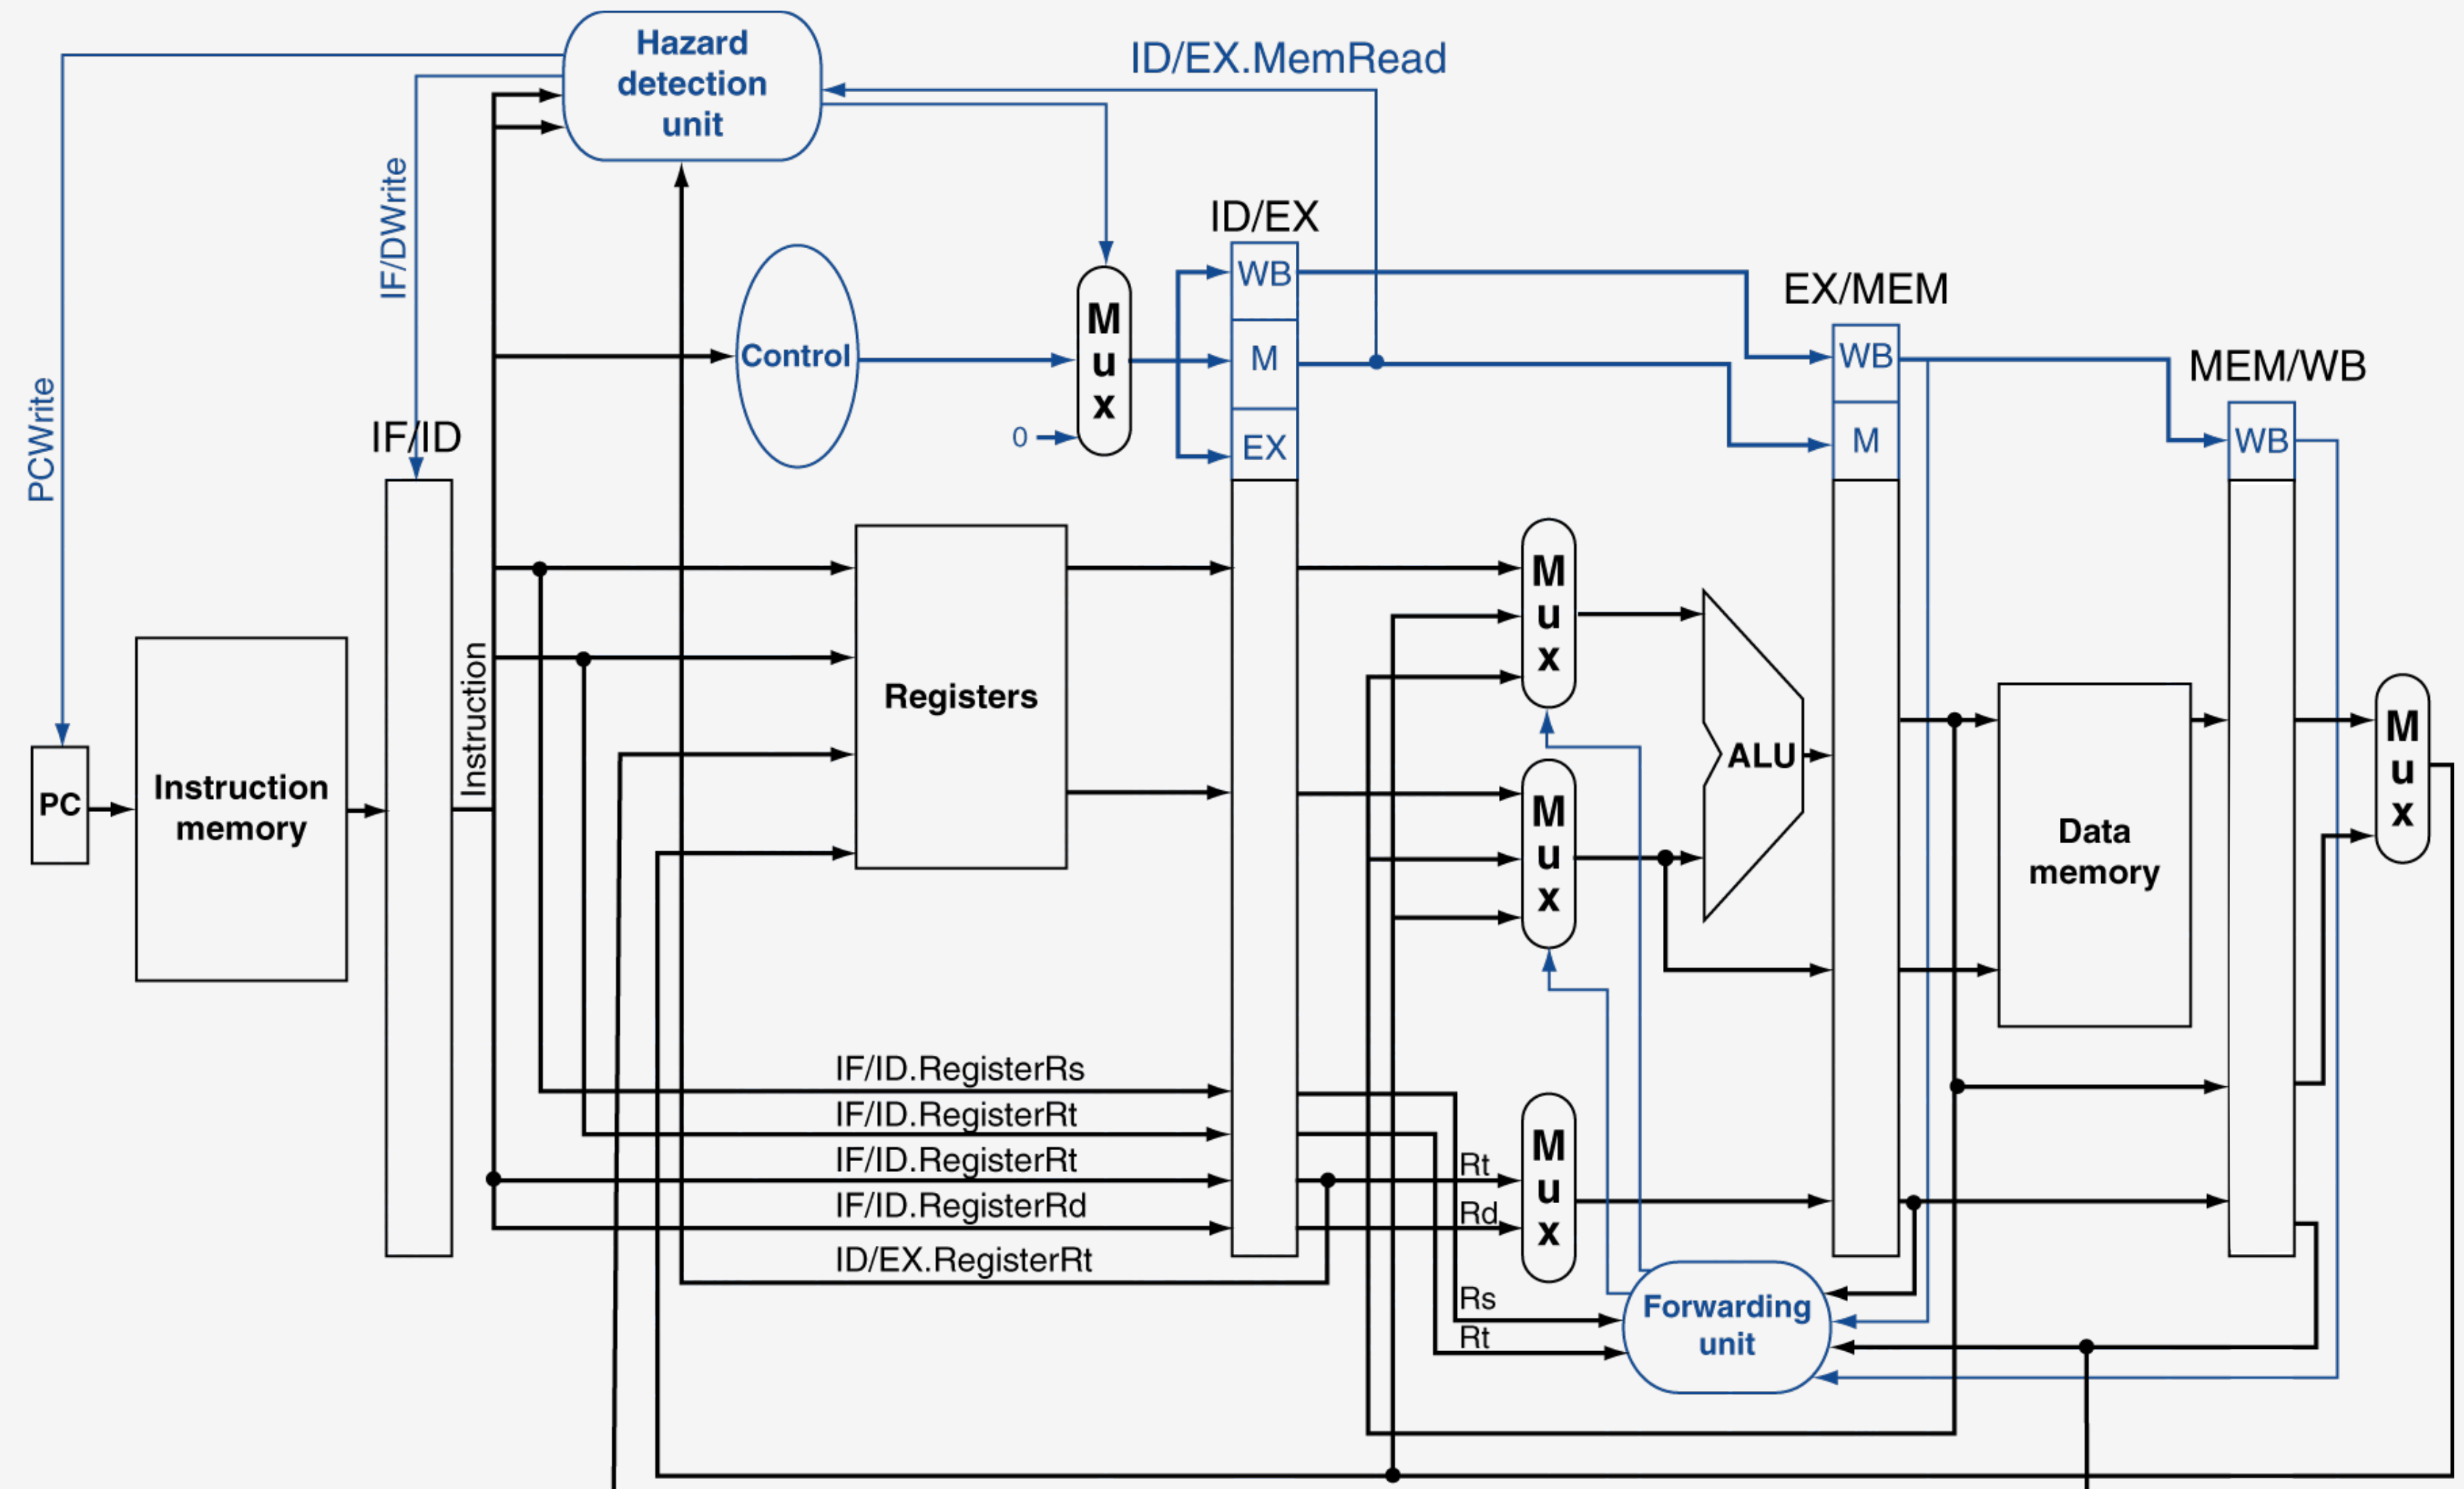 Hazard
detection
unit
ID/EX.MemRead
IF/DWrite
PCWrite
ID/EX
WB
M
EX
Control
M
u
x
0
EX/MEM
WB
M
MEM/WB
WB
IF/ID
PC
Instruction
memory
Instruction
Registers
M
u
x
M
u
x
ALU
Data
memory
M
u
x
IF/ID.RegisterRs
IF/ID.RegisterRt
IF/ID.RegisterRt
IF/ID.RegisterRd
ID/EX.RegisterRt
Rt
Rd
M
u
x
Rs
Rt
Forwarding
unit